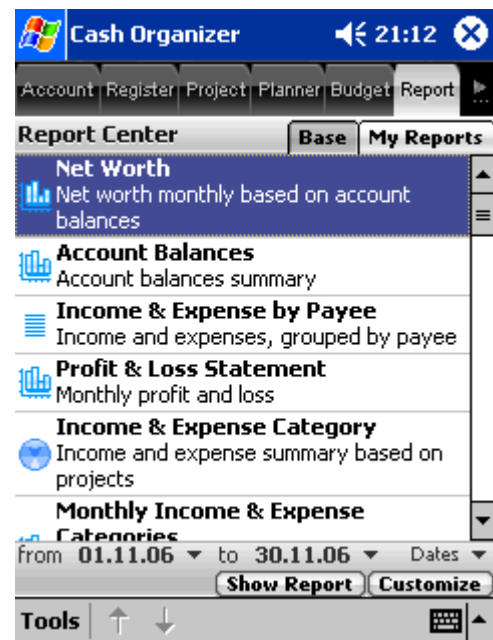 Cash Organizer 21:12
Account Register Project Planner Budget Report
Report Center Base My Reports
Net Worth
Net worth monthly based on account
balances
Account Balances
Account balances summary
Income & Expense by Payee
Income and expenses, grouped by payee
Profit & Loss Statement
Monthly profit and loss
Income & Expense Category
Income and expense summary based on
projects
Monthly Income & Expense
Categories
from 01.11.06 to 30.11.06 Dates
Show Report Customize
Tools